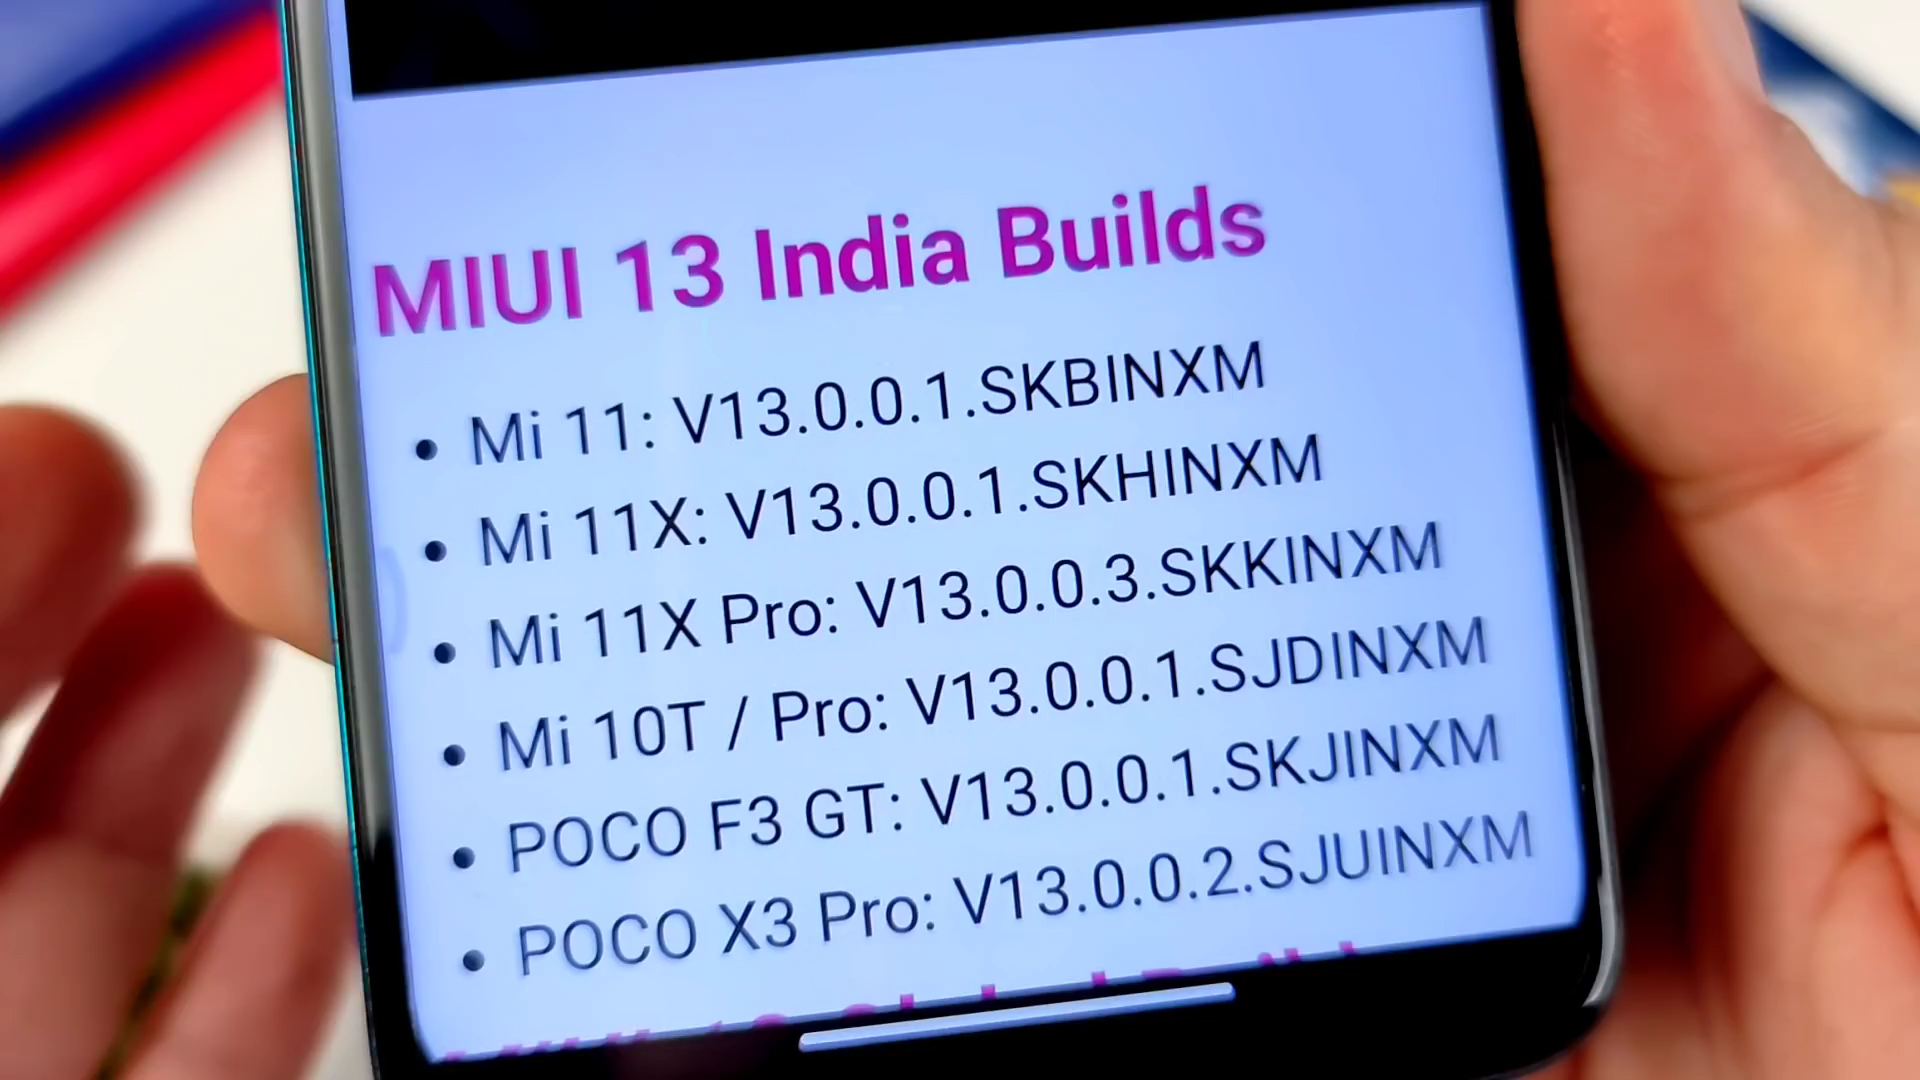 MIUI 13 India Builds
• Mi 11: V13.0.0.1.SKBINXM
• Mi 11X: V13.0.0.1.SKHINXM
• Mi 11X Pro: V13.0.0.3.SKKINXM
• Mi 10T / Pro: V13.0.0.1.SJDINXM
• POCO F3 GT: V13.0.0.1.SKJINXM
• POCO X3 Pro: V13.0.0.2.SJUINXM